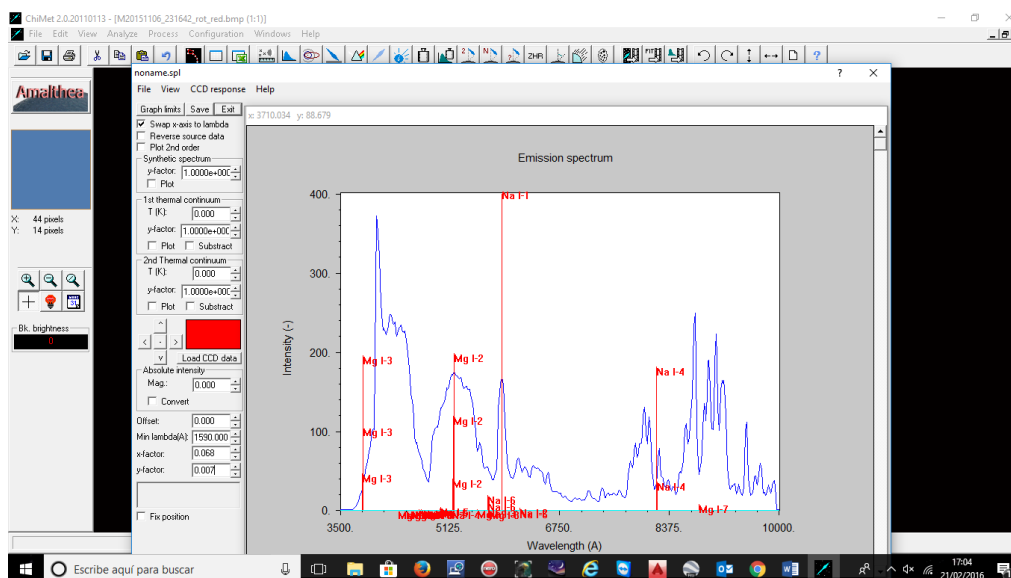 ChiMet 2.0.20110113 - [M20151106_231642_rot_red.bmp (1:1)]
File Edit View Analyze Process Configuration Windows Help
Amalthea
X: 44 pixels
Y: 14 pixels
Bk. brightness
0
noname.spl
File View CCD response Help
Graph limits Save Exit
x: 3710.034 y: 88.679
Swap x-axis to lambda
Reverse source data
Plot 2nd order
Synthetic spectrum
y-factor: 1.0000e+000
Plot
1st thermal continuum
T (K): 0.000
y-factor: 1.0000e+000
Plot Substract
2nd Thermal continuum
T (K): 0.000
y-factor: 1.0000e+000
Plot Substract
^
< - >
v Load CCD data
Absolute intensity
Mag.: 0.000
Convert
Offset: 0.000
Min lambda(A): 1590.000
x-factor: 0.068
y-factor: 0.007
Fix position
Emission spectrum
Intensity (-)
400.
300.
200.
100.
0.
Na I-1
Mg I-3
Mg I-2
Na I-4
Mg I-3
Mg I-2
Mg I-3
Mg I-2
Na I-4
Na I-6
Na I-6
Mg I-7
3500.
5125.
6750.
8375.
10000.
Wavelength (A)
Escribe aquí para buscar
17:04
21/02/2016